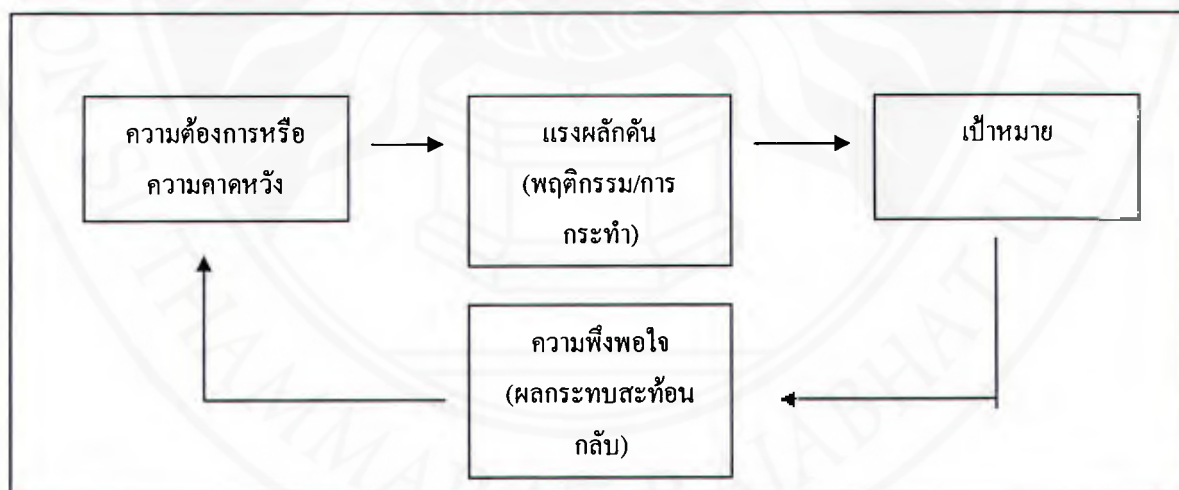 ความต้องการหรือ
ความคาดหวัง
แรงผลักดัน
(พฤติกรรม/การ
กระทำ)
เป้าหมาย
ความพึงพอใจ
(ผลกระทบสะท้อน
กลับ)